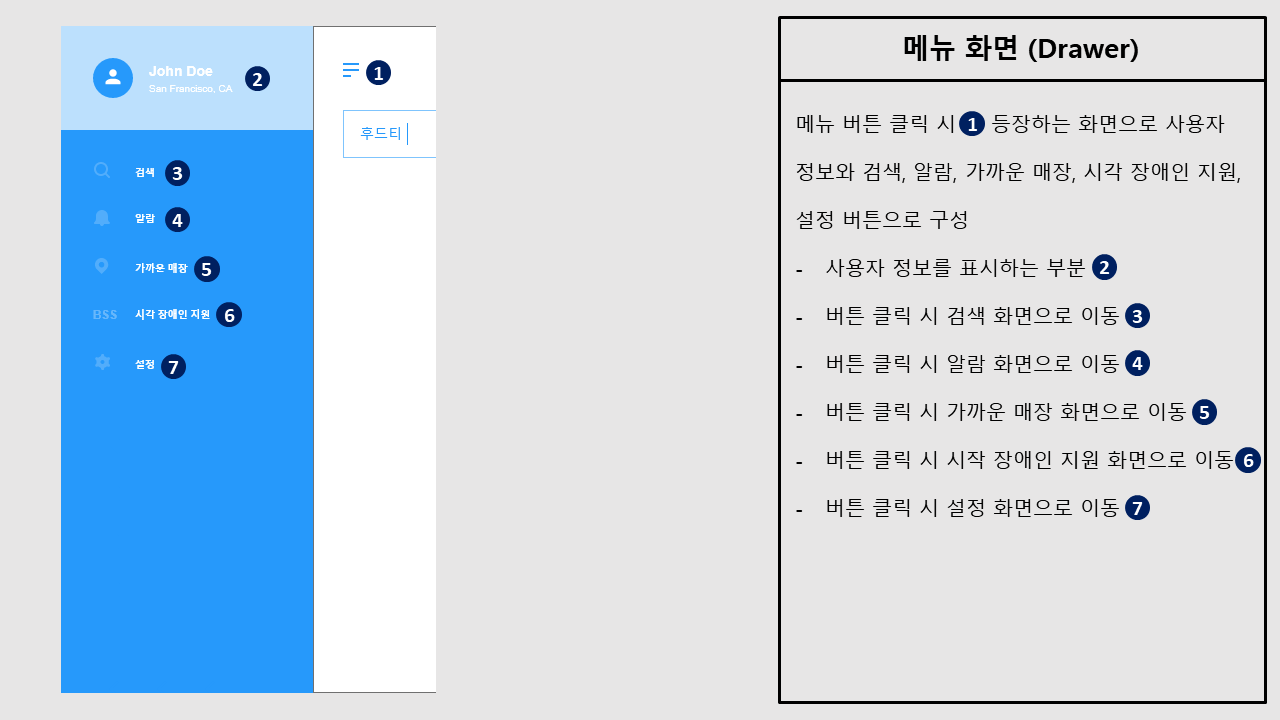 John Doe
San Francisco, CA
2
1
후드티
검색 3
알람 4
가까운 매장 5
BSS 시각 장애인 지원 6
설정 7
메뉴 화면 (Drawer)
메뉴 버튼 클릭 시 1 등장하는 화면으로 사용자
정보와 검색, 알람, 가까운 매장, 시각 장애인 지원,
설정 버튼으로 구성
- 사용자 정보를 표시하는 부분 2
- 버튼 클릭 시 검색 화면으로 이동 3
- 버튼 클릭 시 알람 화면으로 이동 4
- 버튼 클릭 시 가까운 매장 화면으로 이동 5
- 버튼 클릭 시 시작 장애인 지원 화면으로 이동 6
- 버튼 클릭 시 설정 화면으로 이동 7